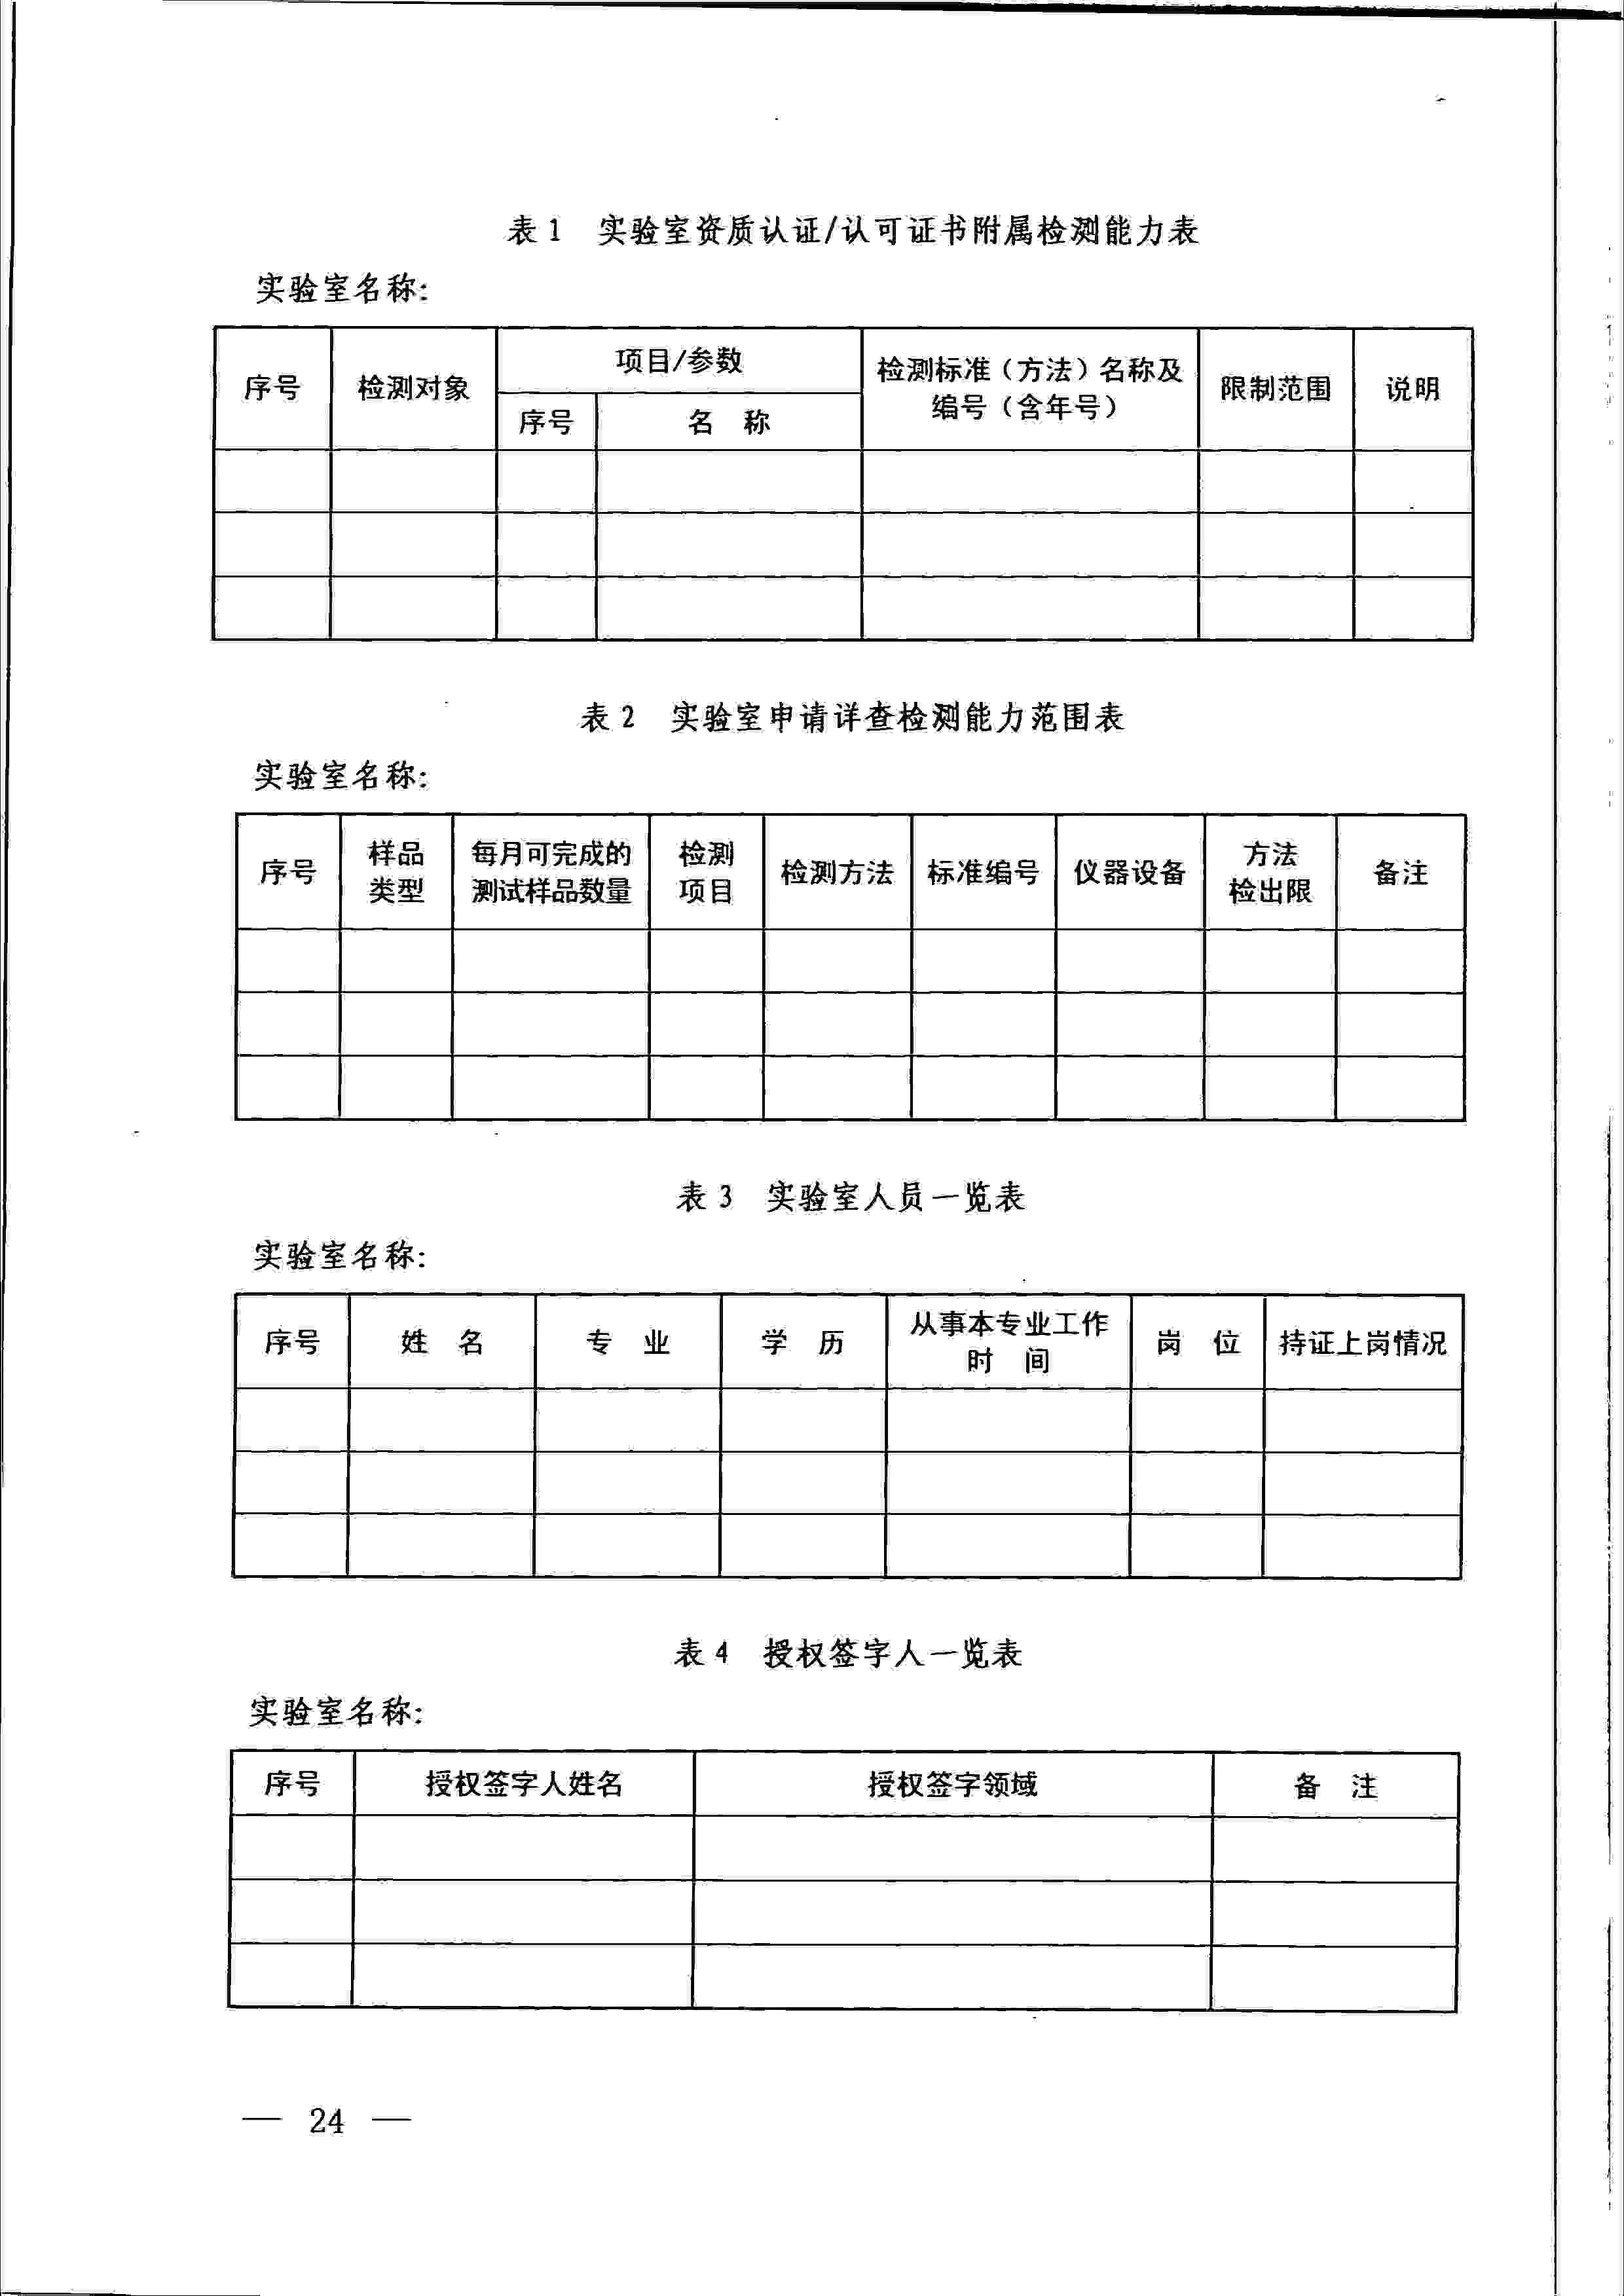 表 1　实验室资质认证/认可证书附属检测能力表
实验室名称:
序号 检测对象 项目/参数 检测标准（方法）名称及 限制范围 说明
编号（含年号）
序号 名　称
表 2　实验室申请详查检测能力范围表
实验室名称:
序号 样品 每月可完成的 检测 检测方法 标准编号 仪器设备 方法 备注
类型 测试样品数量 项目 检出限
表 3　实验室人员一览表
实验室名称:
序号 姓　名 专　业 学　历 从事本专业工作 岗　位 持证上岗情况
时　间
表 4　授权签字人一览表
实验室名称:
序号 授权签字人姓名 授权签字领域 备　注
— 24 —